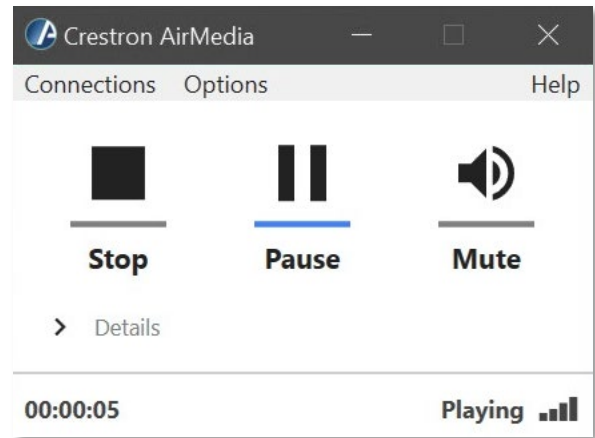 Crestron AirMedia
Connections Options Help
Stop Pause Mute
Details
00:00:05 Playing